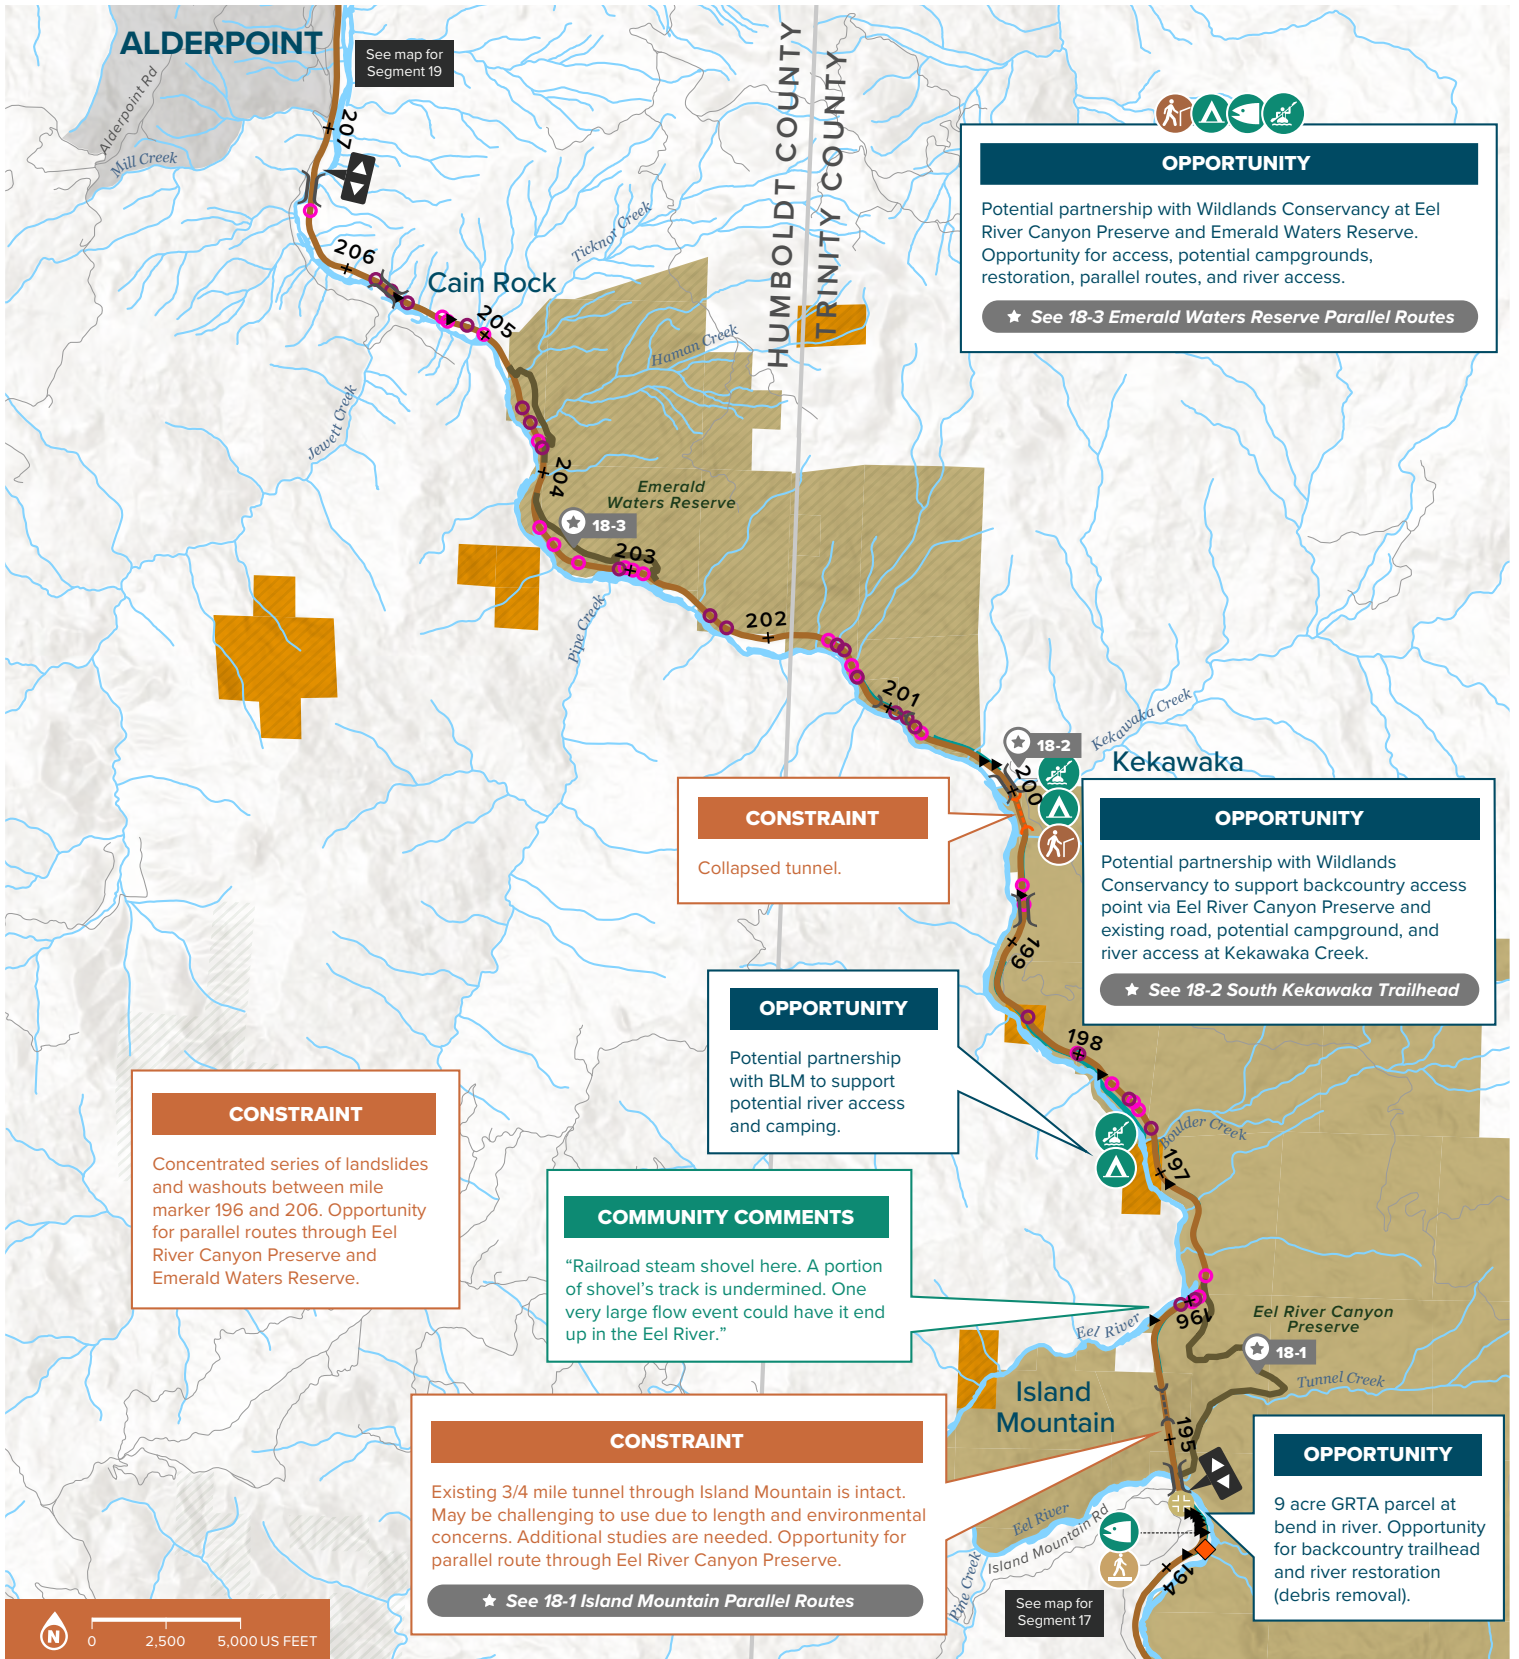 ALDERPOINT
See map for
Segment 19
Alderpoint Rd
Mill Creek
207
206
Cain Rock
205
Ticknor Creek
HUMBOLDT COUNTY
TRINITY COUNTY
OPPORTUNITY
Potential partnership with Wildlands Conservancy at Eel
River Canyon Preserve and Emerald Waters Reserve.
Opportunity for access, potential campgrounds,
restoration, parallel routes, and river access.
★ See 18-3 Emerald Waters Reserve Parallel Routes
Haman Creek
Jewett Creek
204
Emerald
Waters Reserve
18-3
203
Pipe Creek
202
201
Kekawaka Creek
18-2
Kekawaka
200
CONSTRAINT
Collapsed tunnel.
OPPORTUNITY
Potential partnership with Wildlands
Conservancy to support backcountry access
point via Eel River Canyon Preserve and
existing road, potential campground, and
river access at Kekawaka Creek.
★ See 18-2 South Kekawaka Trailhead
199
OPPORTUNITY
Potential partnership
with BLM to support
potential river access
and camping.
198
Boulder Creek
197
CONSTRAINT
Concentrated series of landslides
and washouts between mile
marker 196 and 206. Opportunity
for parallel routes through Eel
River Canyon Preserve and
Emerald Waters Reserve.
COMMUNITY COMMENTS
“Railroad steam shovel here. A portion
of shovel’s track is undermined. One
very large flow event could have it end
up in the Eel River.”
196
Eel River
Eel River Canyon
Preserve
18-1
Tunnel Creek
Island
Mountain
195
CONSTRAINT
Existing 3/4 mile tunnel through Island Mountain is intact.
May be challenging to use due to length and environmental
concerns. Additional studies are needed. Opportunity for
parallel route through Eel River Canyon Preserve.
★ See 18-1 Island Mountain Parallel Routes
OPPORTUNITY
9 acre GRTA parcel at
bend in river. Opportunity
for backcountry trailhead
and river restoration
(debris removal).
Eel River
Island Mountain Rd
Pine Creek
194
See map for
Segment 17
N
0 2,500 5,000 US FEET